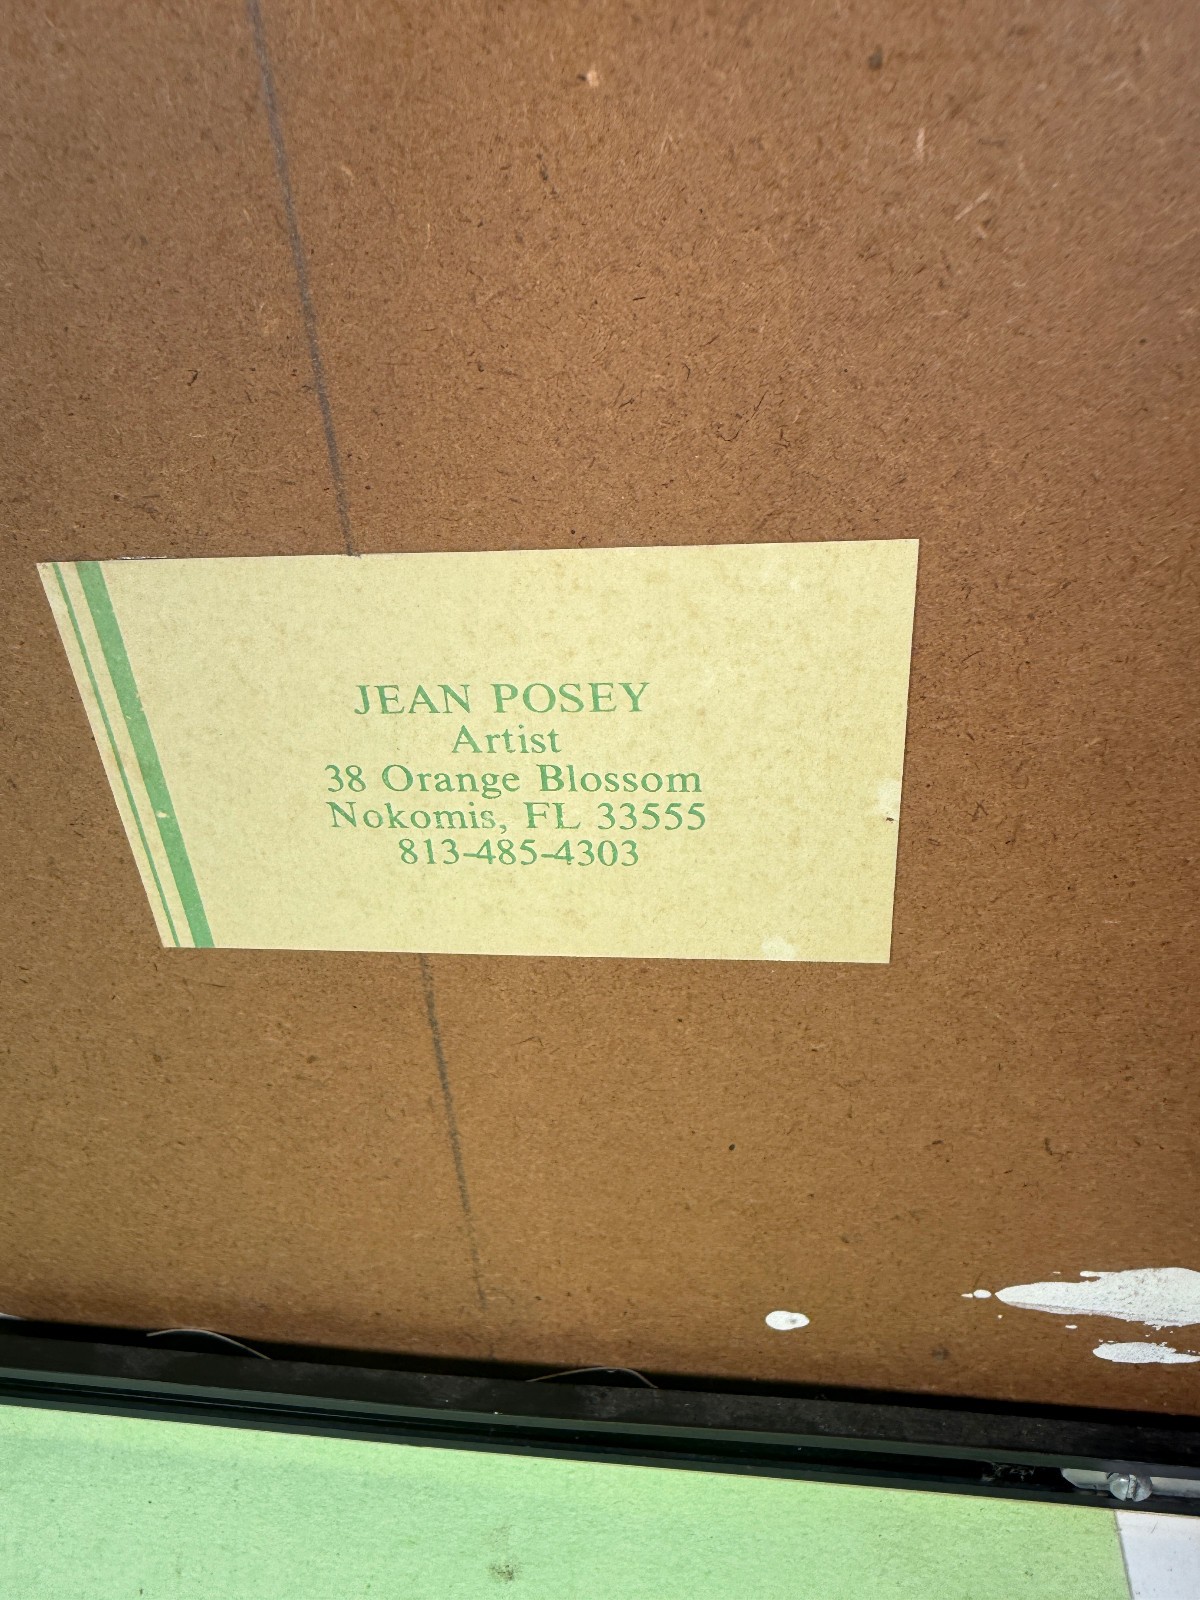 JEAN POSEY
Artist
38 Orange Blossom
Nokomis, FL 33555
813-485-4303